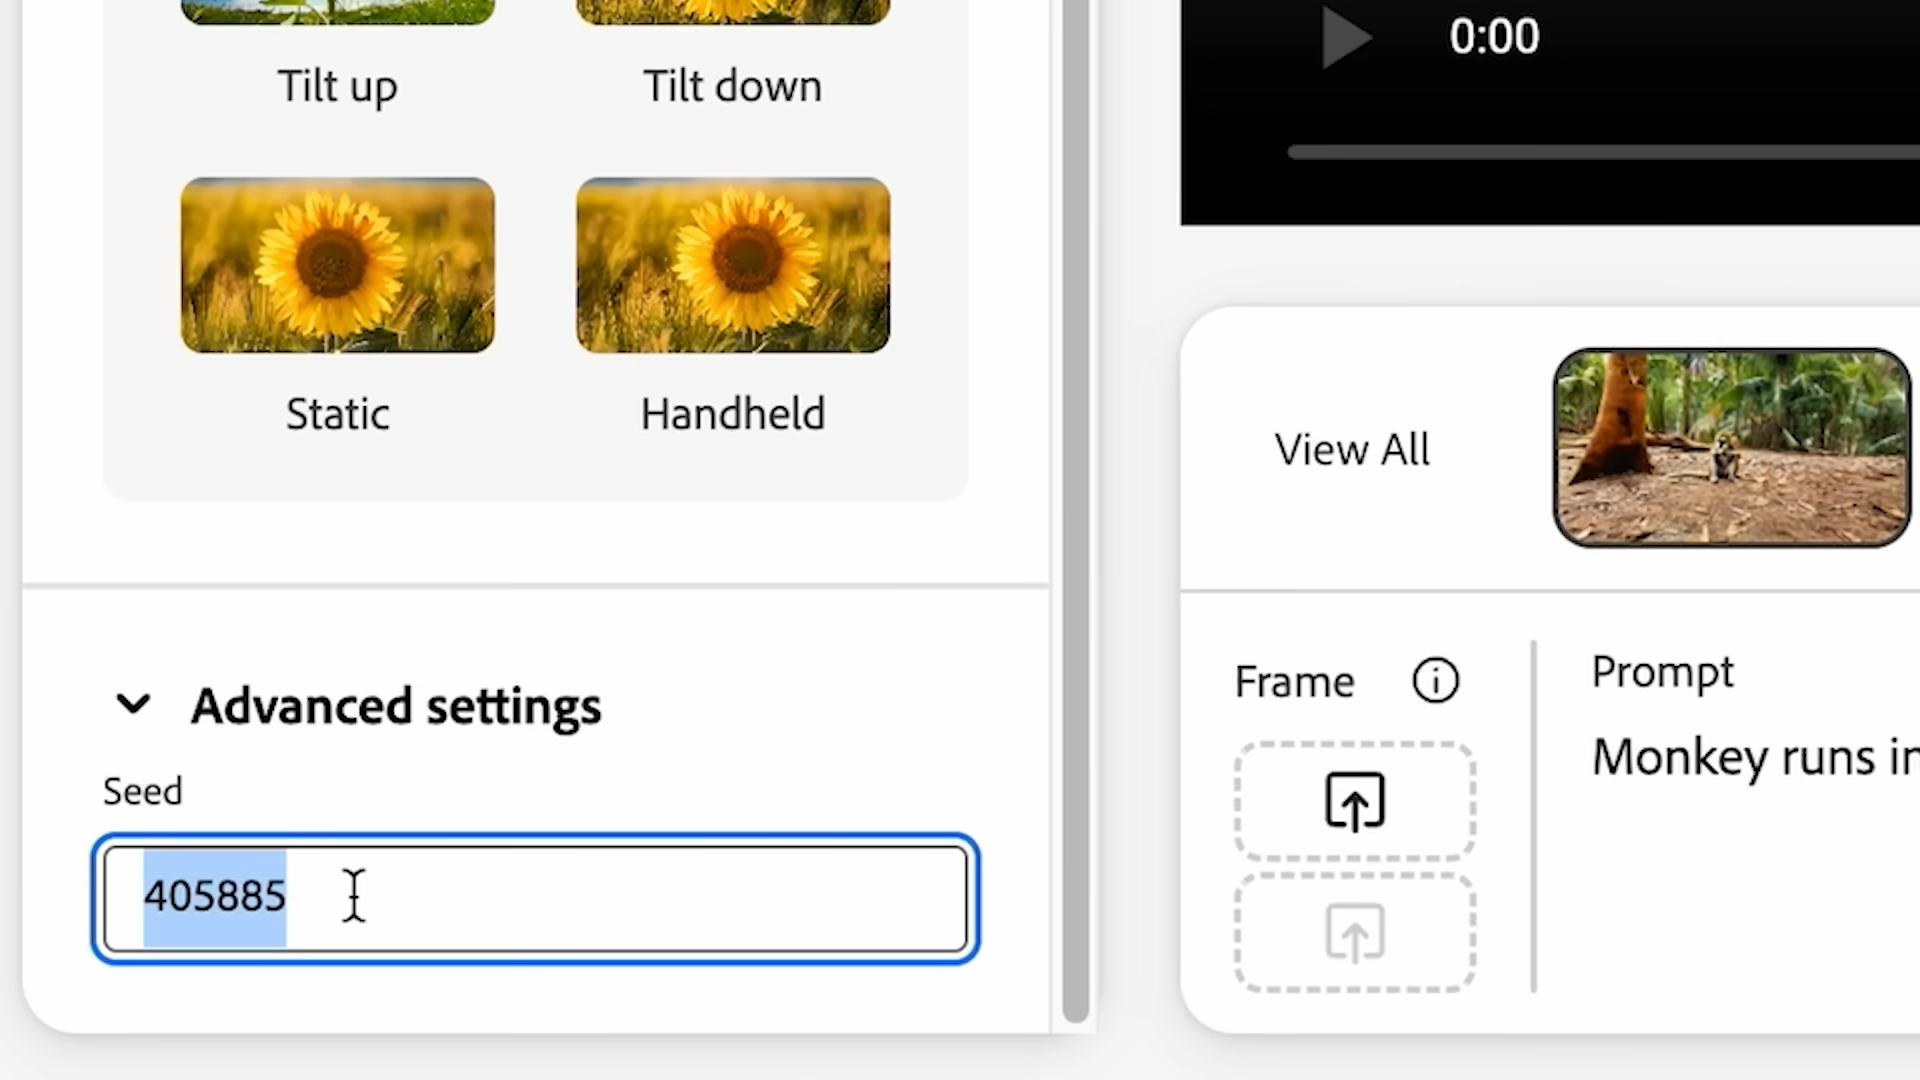 Tilt up
Tilt down
Static
Handheld
Advanced settings
Seed
405885
0:00
View All
Frame
Prompt
Monkey runs in